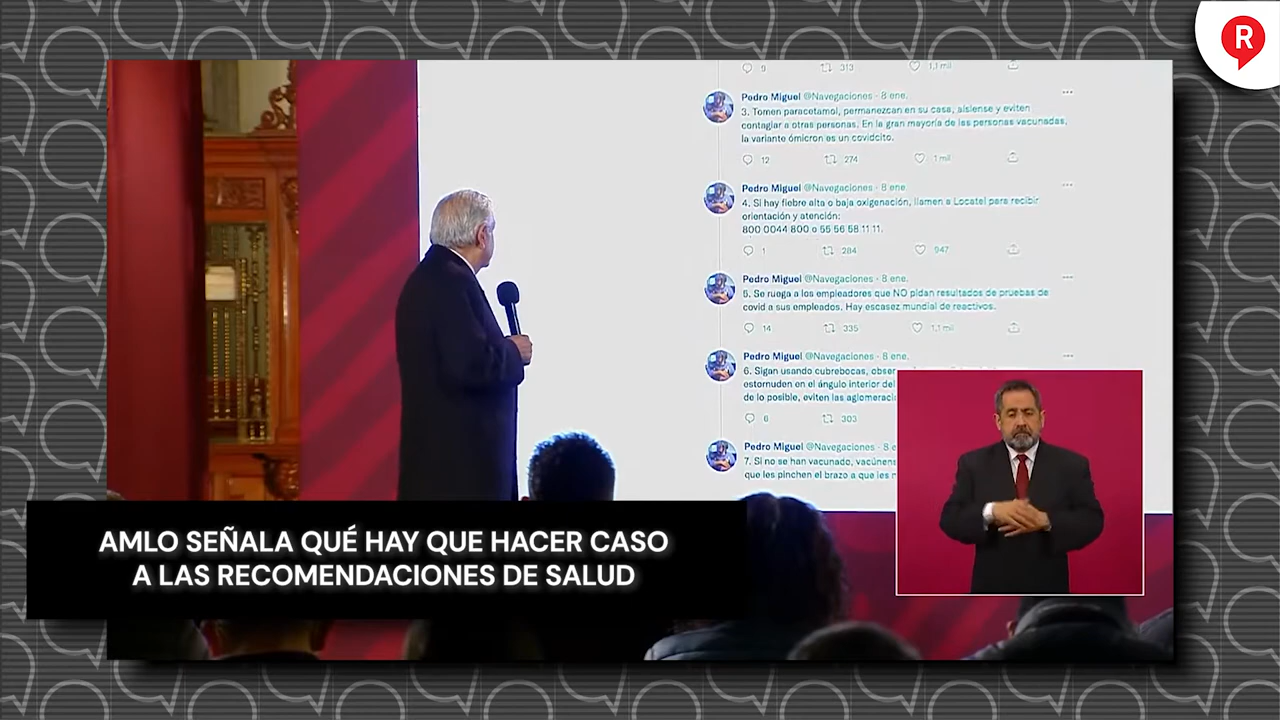 R
9 313 1,1 mil
Pedro Miguel @Navegaciones · 8 ene.
3. Tomen paracetamol, permanezcan en su casa, aíslense y eviten
contagiar a otras personas. En la gran mayoría de las personas vacunadas,
la variante ómicron es un covidcito.
12 274 1 mil
Pedro Miguel @Navegaciones · 8 ene.
4. Si hay fiebre alta o baja oxigenación, llamen a Locatel para recibir
orientación y atención:
800 0044 800 o 55 56 58 11 11.
1 284 947
Pedro Miguel @Navegaciones · 8 ene.
5. Se ruega a los empleadores que NO pidan resultados de pruebas de
covid a sus empleados. Hay escasez mundial de reactivos.
14 335 1,1 mil
Pedro Miguel @Navegaciones · 8 ene.
6. Sigan usando cubrebocas, obser
estornuden en el ángulo interior del
de lo posible, eviten las aglomeraci
6 303
Pedro Miguel @Navegaciones · 8 e
7. Si no se han vacunado, vacúnens
que les pinchen el brazo a que les
AMLO SEÑALA QUÉ HAY QUE HACER CASO
A LAS RECOMENDACIONES DE SALUD